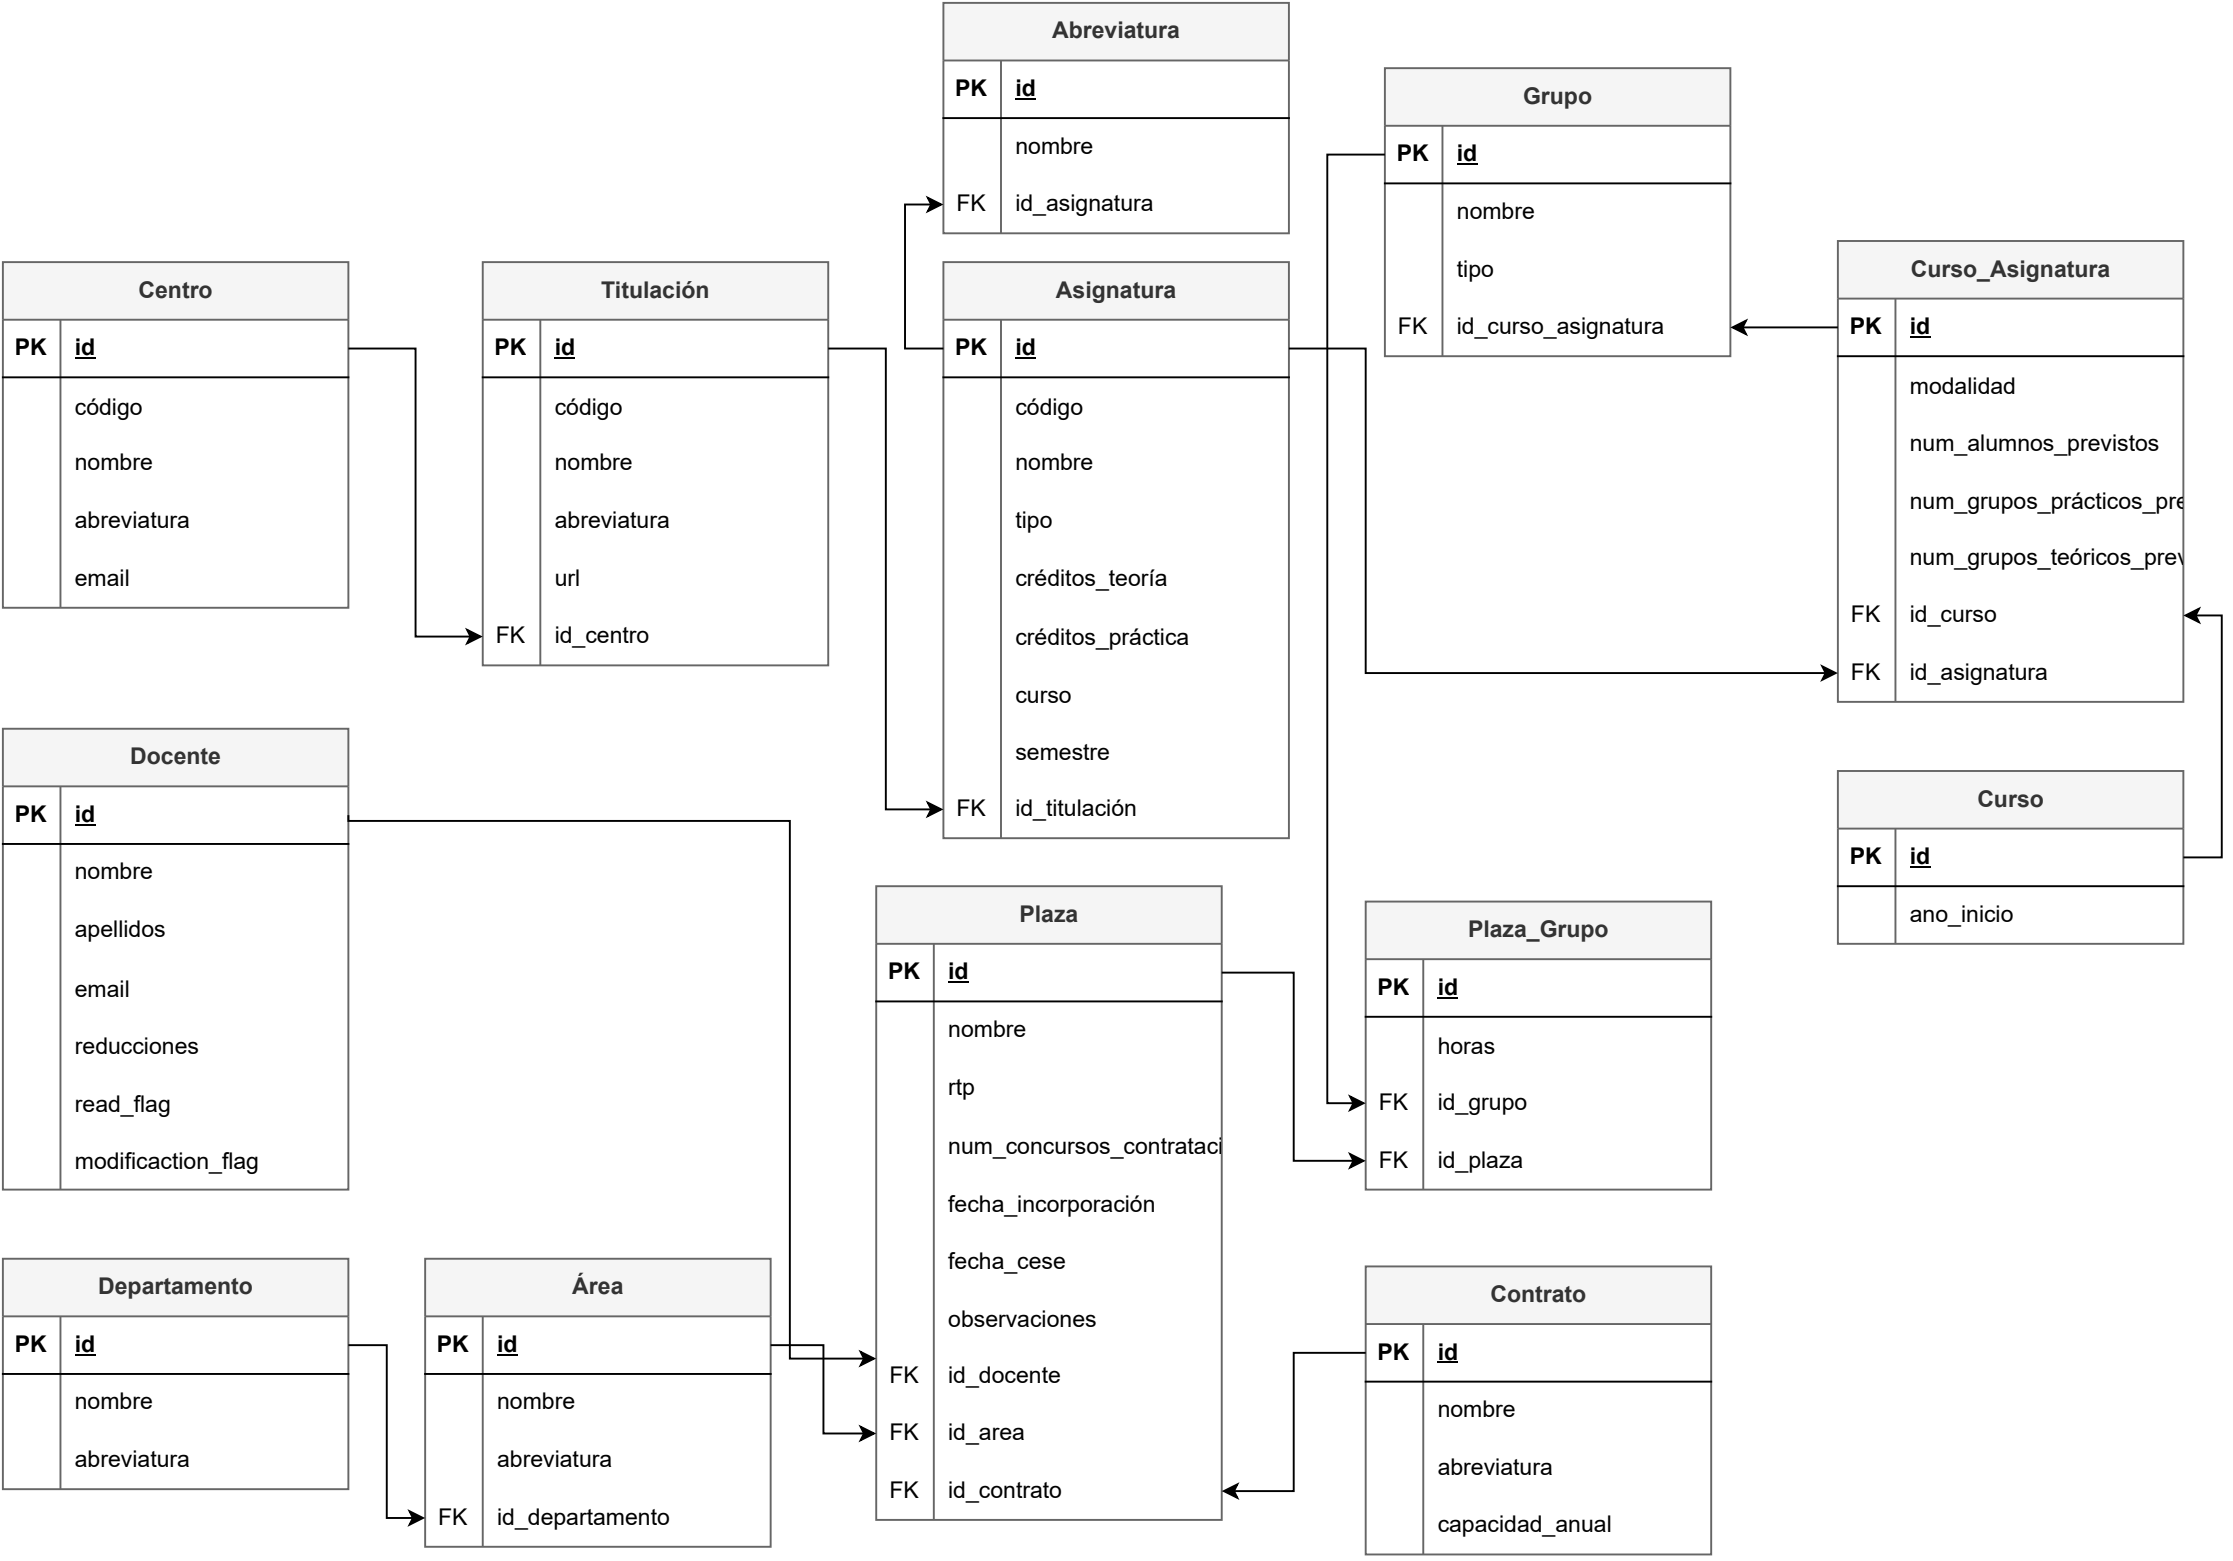 Abreviatura
PK id
nombre
FK id_asignatura
Grupo
PK id
nombre
tipo
FK id_curso_asignatura
Centro
PK id
código
nombre
abreviatura
email
Titulación
PK id
código
nombre
abreviatura
url
FK id_centro
Asignatura
PK id
código
nombre
tipo
créditos_teoría
créditos_práctica
curso
semestre
FK id_titulación
Curso_Asignatura
PK id
modalidad
num_alumnos_previstos
num_grupos_prácticos_pre
num_grupos_teóricos_prev
FK id_curso
FK id_asignatura
Docente
PK id
nombre
apellidos
email
reducciones
read_flag
modificaction_flag
Plaza
PK id
nombre
rtp
num_concursos_contrataci
fecha_incorporación
fecha_cese
observaciones
FK id_docente
FK id_area
FK id_contrato
Plaza_Grupo
PK id
horas
FK id_grupo
FK id_plaza
Curso
PK id
ano_inicio
Departamento
PK id
nombre
abreviatura
Área
PK id
nombre
abreviatura
FK id_departamento
Contrato
PK id
nombre
abreviatura
capacidad_anual